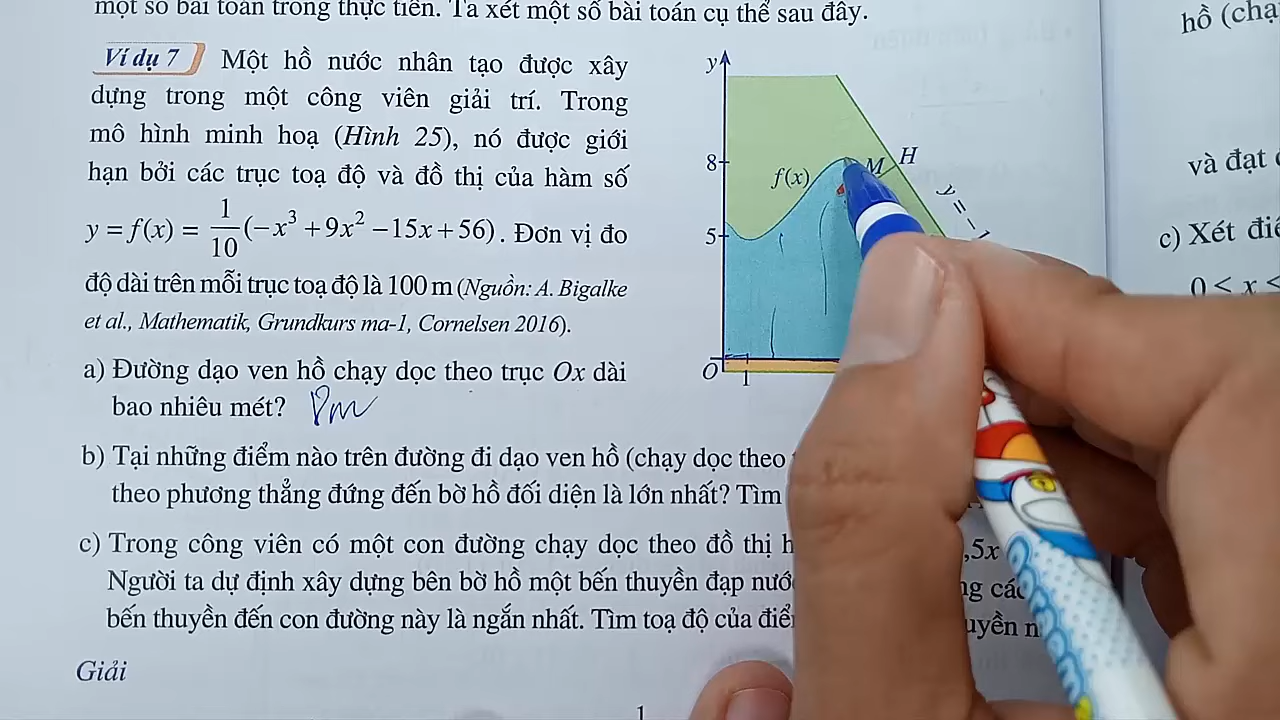 một số bài toán trong thực tiễn. Ta xét một số bài toán cụ thể sau đây.
Ví dụ 7 Một hồ nước nhân tạo được xây
dựng trong một công viên giải trí. Trong
mô hình minh hoạ (Hình 25), nó được giới
hạn bởi các trục toạ độ và đồ thị của hàm số
y = f(x) = 1/10 (−x³ + 9x² − 15x + 56). Đơn vị đo
độ dài trên mỗi trục toạ độ là 100 m (Nguồn: A. Bigalke
et al., Mathematik, Grundkurs ma-1, Cornelsen 2016).
a) Đường dạo ven hồ chạy dọc theo trục Ox dài
bao nhiêu mét?
b) Tại những điểm nào trên đường đi dạo ven hồ (chạy dọc theo
theo phương thẳng đứng đến bờ hồ đối diện là lớn nhất? Tìm
c) Trong công viên có một con đường chạy dọc theo đồ thị h
,5x
Người ta dự định xây dựng bên bờ hồ một bến thuyền đạp nướ
bến thuyền đến con đường này là ngắn nhất. Tìm toạ độ của điể
Giải
1
y
8
f(x)
M
H
y = −
5
O
1
hồ (chạ
và đạt
c) Xét điể
0 < x <
Doraemon